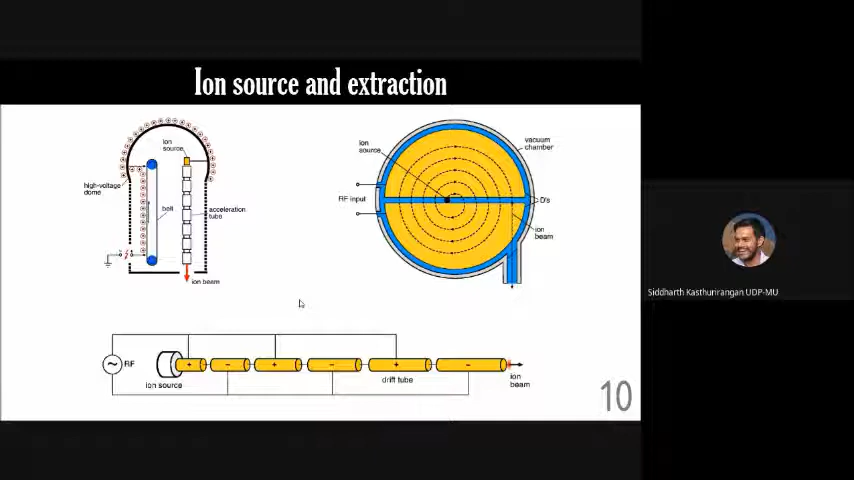 Ion source and extraction
ion
source
high-voltage
dome
belt
acceleration
tube
ion beam
ion
source
vacuum
chamber
RF input
D's
ion
beam
RF
+ − + − + −
ion source
drift tube
ion
beam
10
Siddharth Kasthurirangan UDP-MU